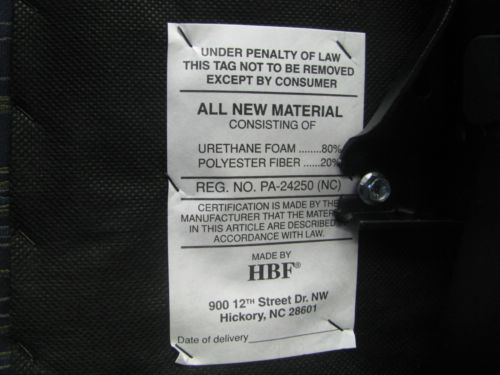 UNDER PENALTY OF LAW
THIS TAG NOT TO BE REMOVED
EXCEPT BY CONSUMER
ALL NEW MATERIAL
CONSISTING OF
URETHANE FOAM ........80%
POLYESTER FIBER .......20%
REG. NO. PA-24250 (NC)
CERTIFICATION IS MADE BY THE
MANUFACTURER THAT THE MATER
IN THIS ARTICLE ARE DESCRIBED
ACCORDANCE WITH LAW.
MADE BY
HBF®
900 12TH Street Dr. NW
Hickory, NC 28601
Date of delivery